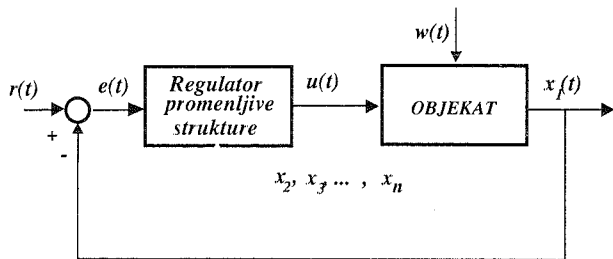 w(t)
r(t)
e(t)
Regulator
promenljive
strukture
u(t)
OBJEKAT
x₁(t)
+
-
x₂, x₃, ... , xₙ